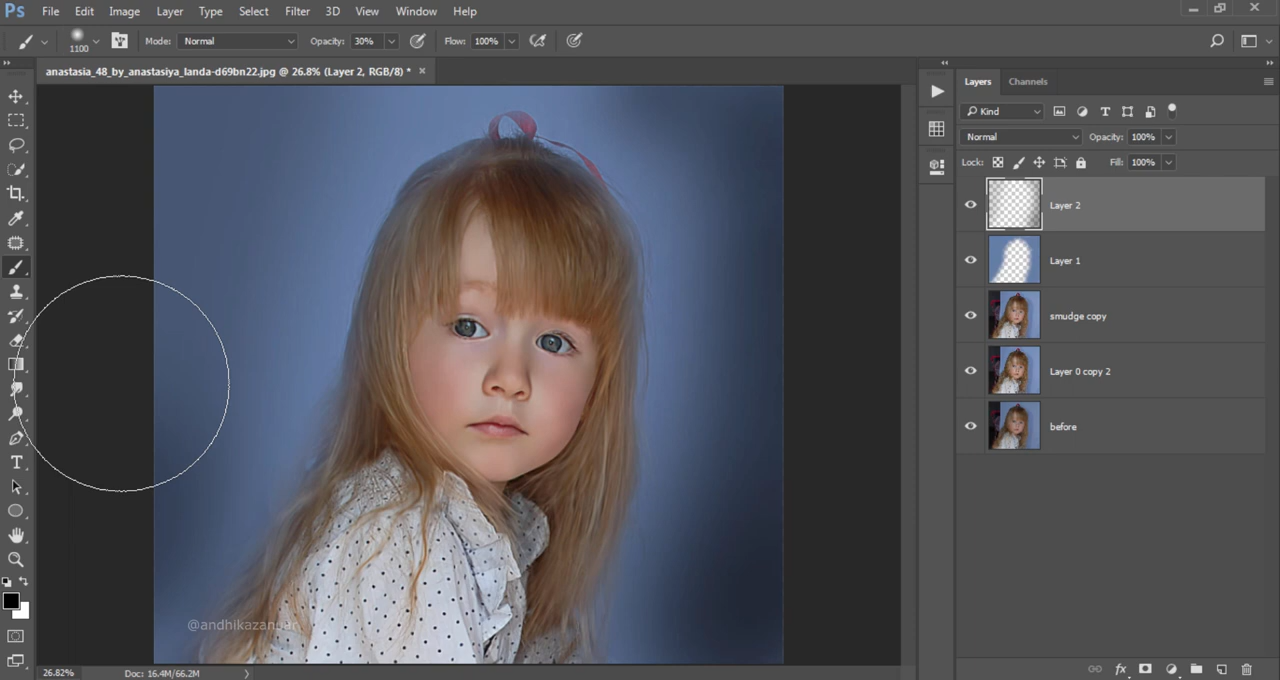 Ps File Edit Image Layer Type Select Filter 3D View Window Help
1100 Mode: Normal Opacity: 30% Flow: 100%
anastasia_48_by_anastasiya_landa-d69bn22.jpg @ 26.8% (Layer 2, RGB/8) * ×
Layers Channels
Kind
Normal Opacity: 100%
Lock: Fill: 100%
Layer 2
Layer 1
smudge copy
Layer 0 copy 2
before
@andhikazanuar
26.82% Doc: 16.4M/66.2M
fx